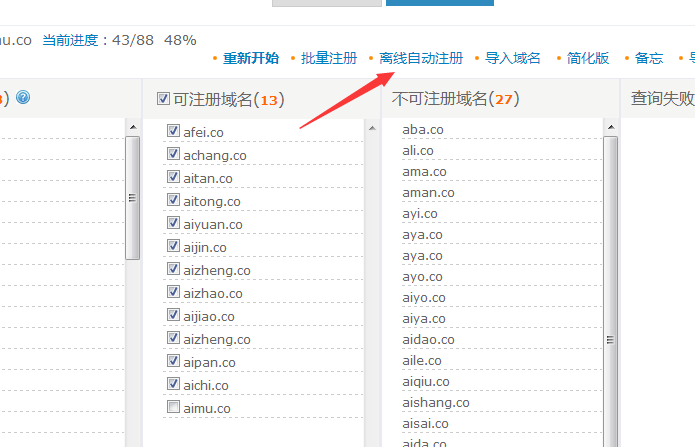 当前进度：43/88 48%
重新开始 批量注册 离线自动注册 导入域名 简化版 备忘
可注册域名(13)
afei.co
achang.co
aitan.co
aitong.co
aiyuan.co
aijin.co
aizheng.co
aizhao.co
aijiao.co
aizheng.co
aipan.co
aichi.co
aimu.co
不可注册域名(27)
aba.co
ali.co
ama.co
aman.co
ayi.co
aya.co
aya.co
ayo.co
aiyo.co
aiya.co
aidao.co
aile.co
aiqiu.co
aishang.co
aisai.co
aida.co
查询失败